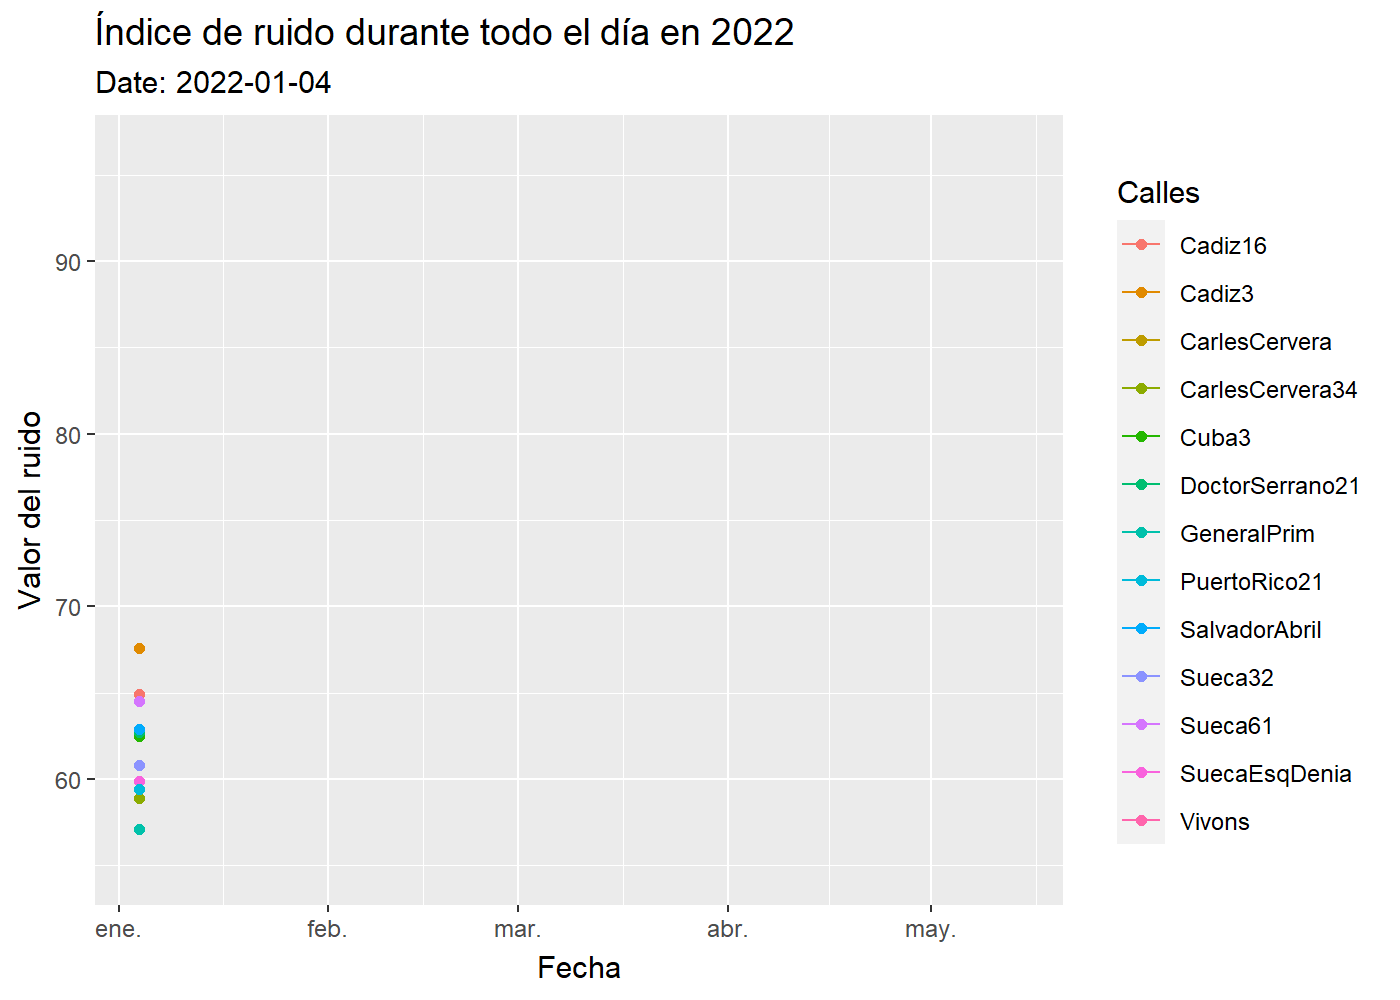 Índice de ruido durante todo el día en 2022
Date: 2022-01-04
Valor del ruido
90
80
70
60
ene.
feb.
mar.
abr.
may.
Fecha
Calles
Cadiz16
Cadiz3
CarlesCervera
CarlesCervera34
Cuba3
DoctorSerrano21
GeneralPrim
PuertoRico21
SalvadorAbril
Sueca32
Sueca61
SuecaEsqDenia
Vivons